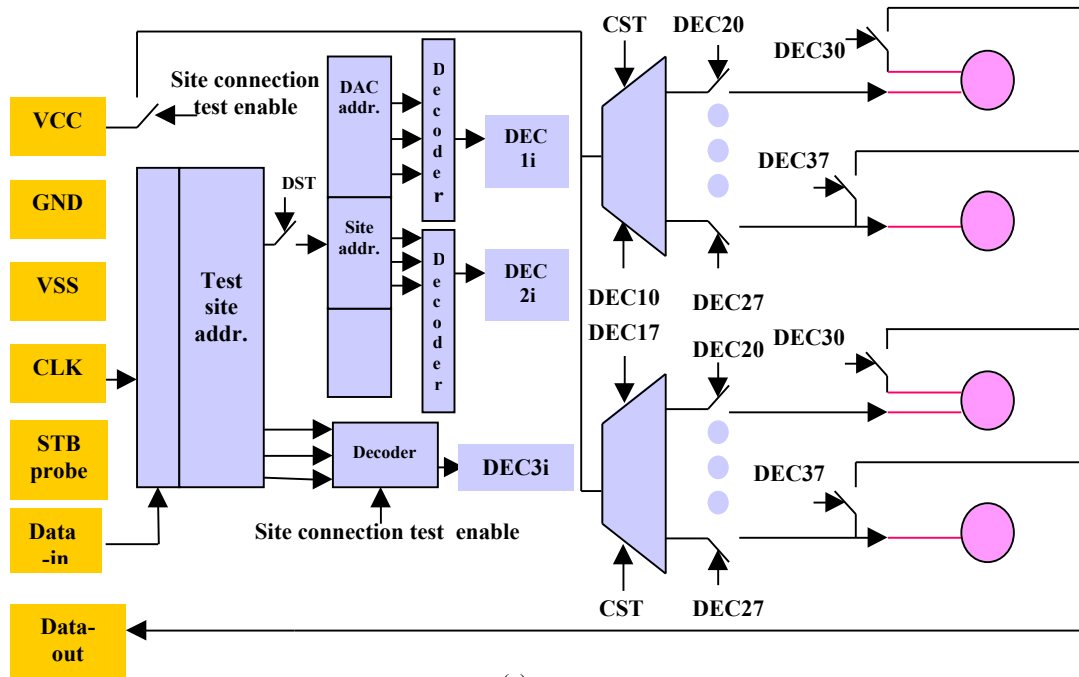 VCC
GND
VSS
CLK
STB
probe
Data
-in
Data-
out
Site connection
test enable
Test
site
addr.
DST
DAC
addr.
Site
addr.
Decoder
Decoder
DEC
1i
DEC
2i
Decoder
DEC3i
Site connection test enable
CST
DEC20
DEC30
DEC37
DEC10
DEC27
DEC17
DEC20
DEC30
DEC37
CST
DEC27